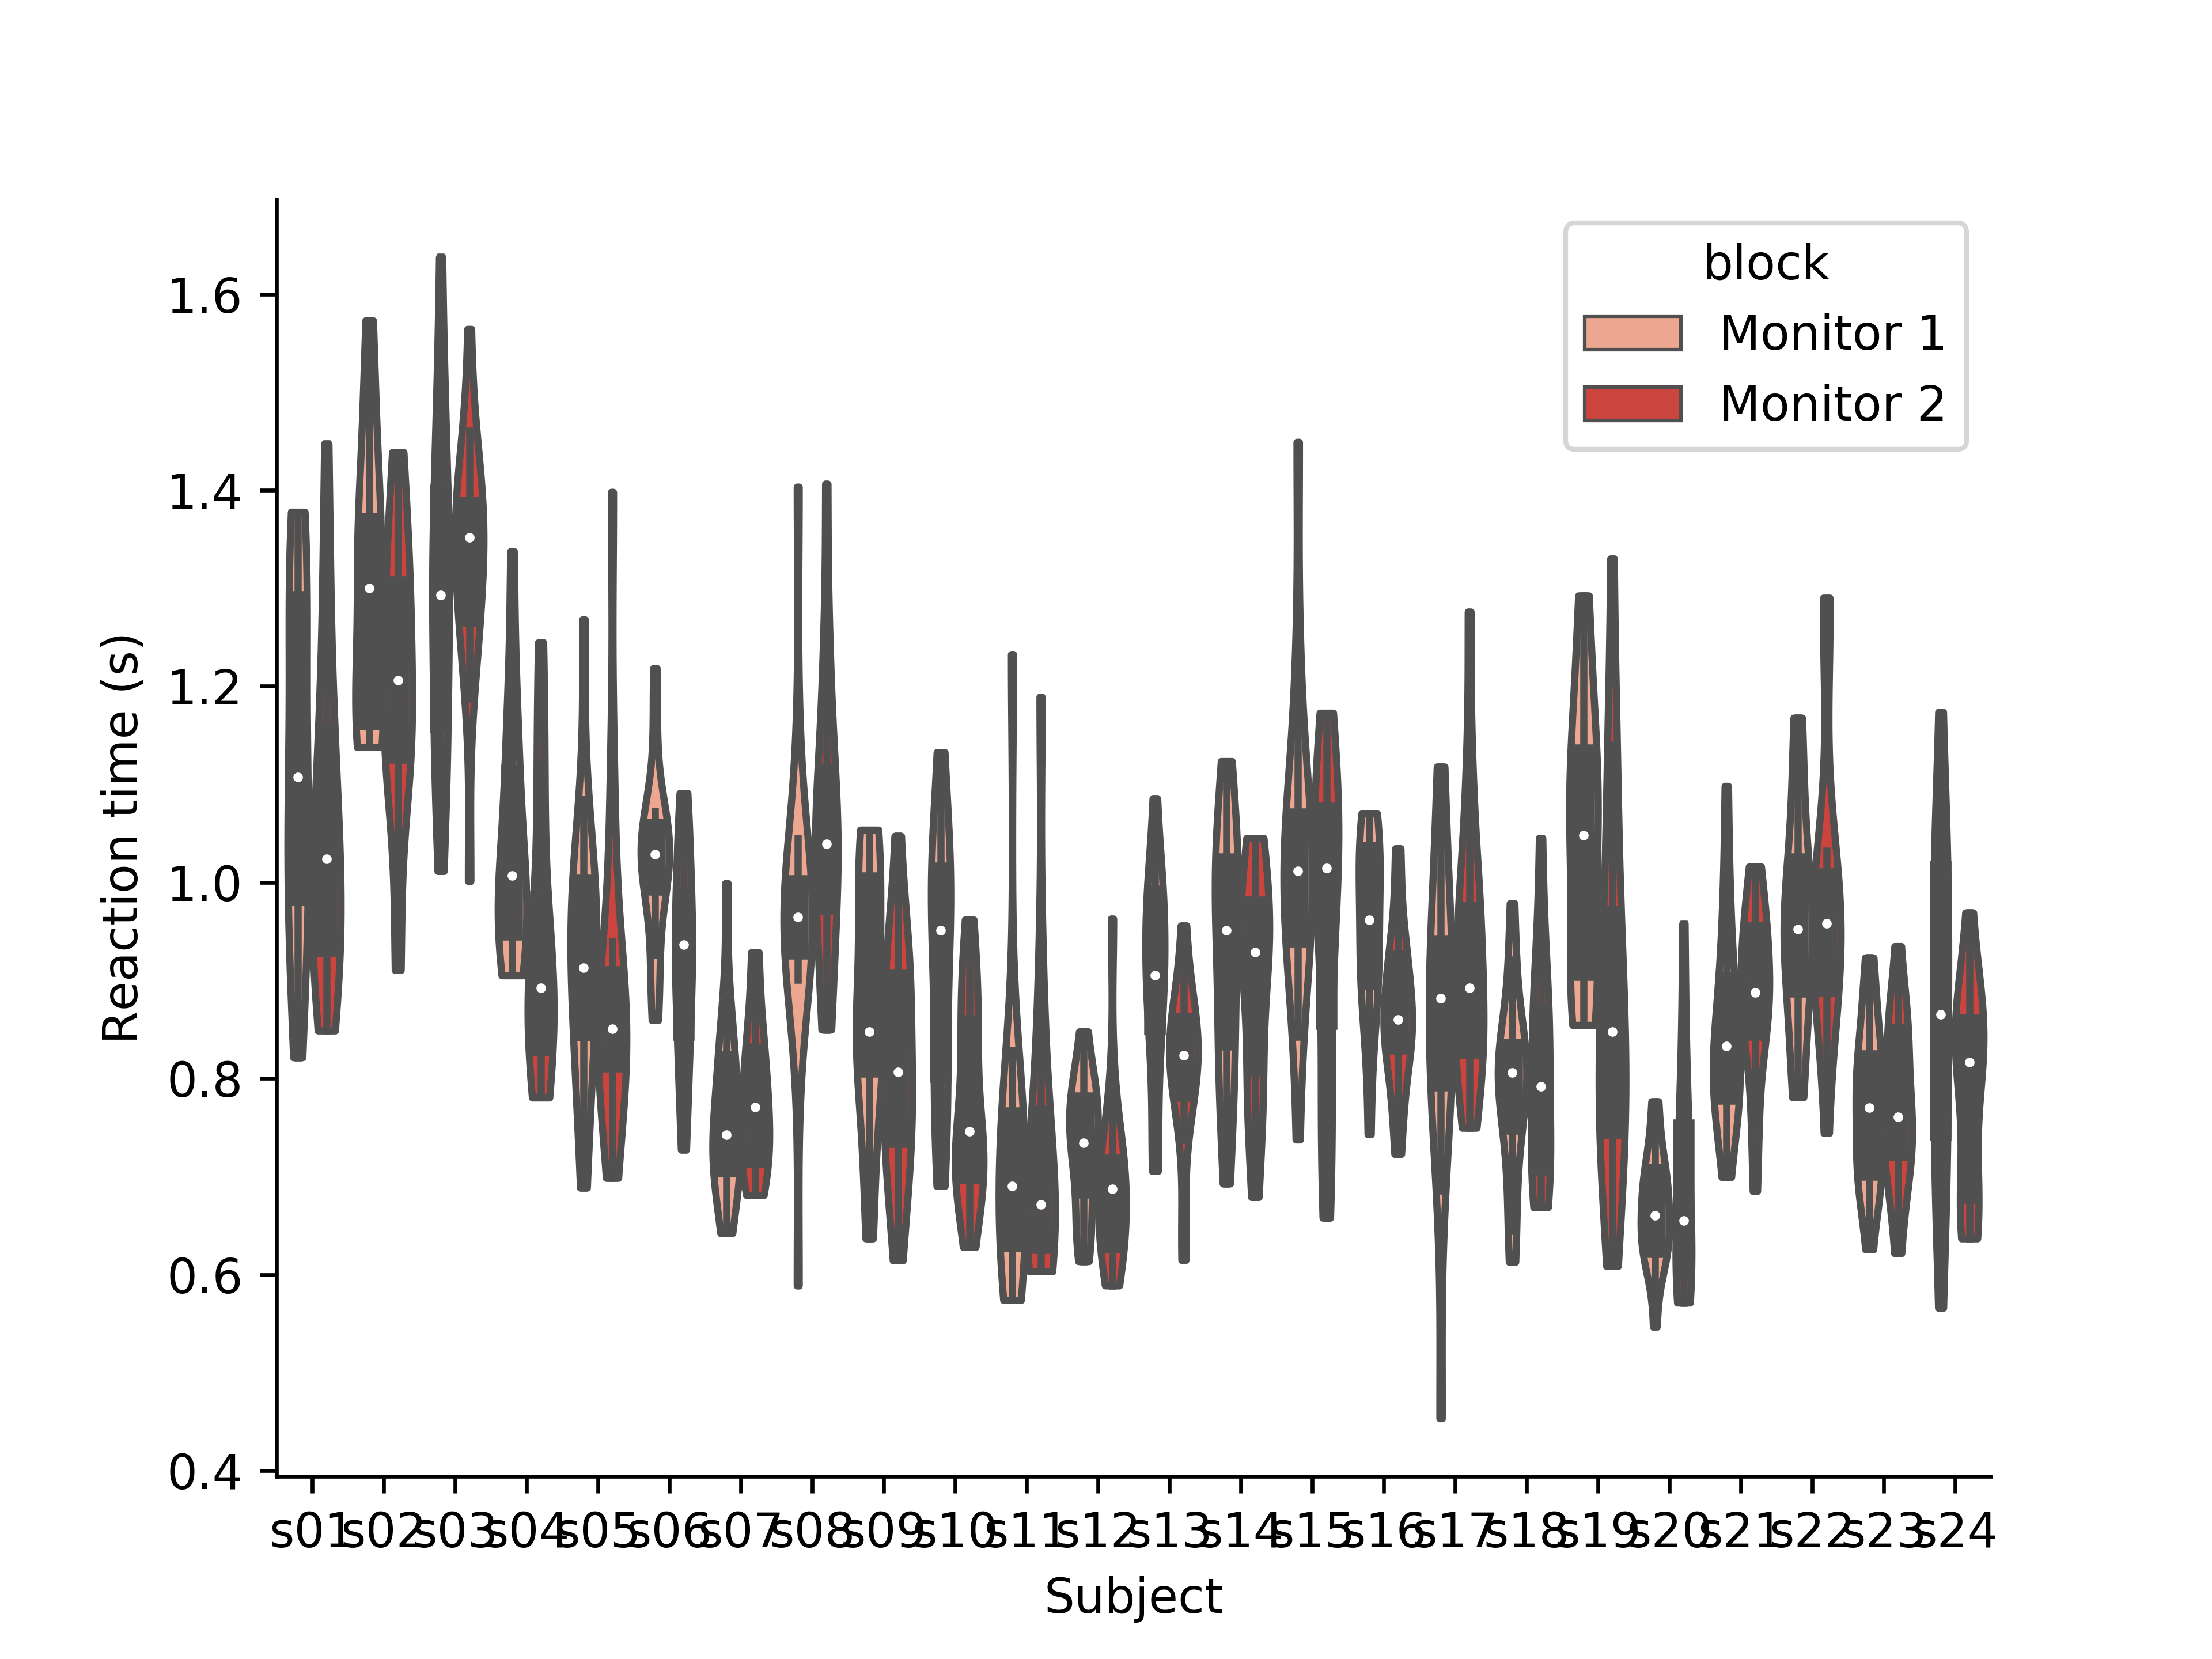 block
Monitor 1
Monitor 2
1.6
1.4
1.2
1.0
0.8
0.6
0.4
Reaction time (s)
s01 s02 s03 s04 s05 s06 s07 s08 s09 s10 s11 s12 s13 s14 s15 s16 s17 s18 s19 s20 s21 s22 s23 s24
Subject